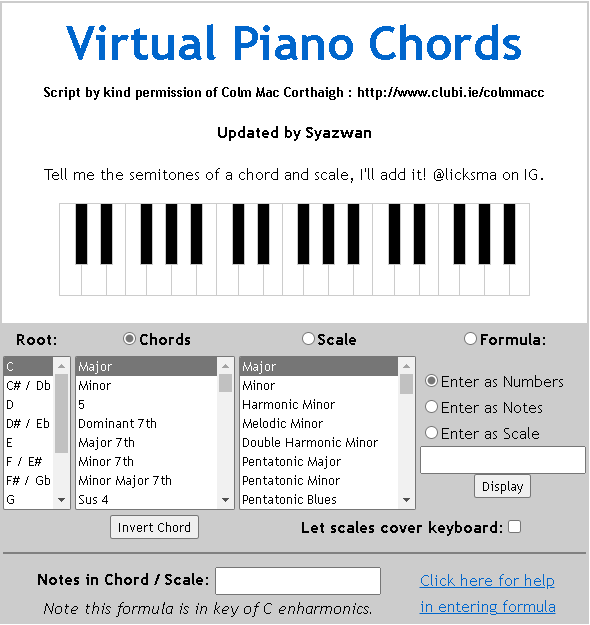 Virtual Piano Chords
Script by kind permission of Colm Mac Corthaigh : http://www.clubi.ie/colmmacc
Updated by Syazwan
Tell me the semitones of a chord and scale, I'll add it! @licksma on IG.
Root:
Chords
Scale
Formula:
C
C# / Db
D
D# / Eb
E
F / E#
F# / Gb
G
Major
Minor
5
Dominant 7th
Major 7th
Minor 7th
Minor Major 7th
Sus 4
Major
Minor
Harmonic Minor
Melodic Minor
Double Harmonic Minor
Pentatonic Major
Pentatonic Minor
Pentatonic Blues
Enter as Numbers
Enter as Notes
Enter as Scale
Display
Invert Chord
Let scales cover keyboard:
Notes in Chord / Scale:
Note this formula is in key of C enharmonics.
Click here for help
in entering formula